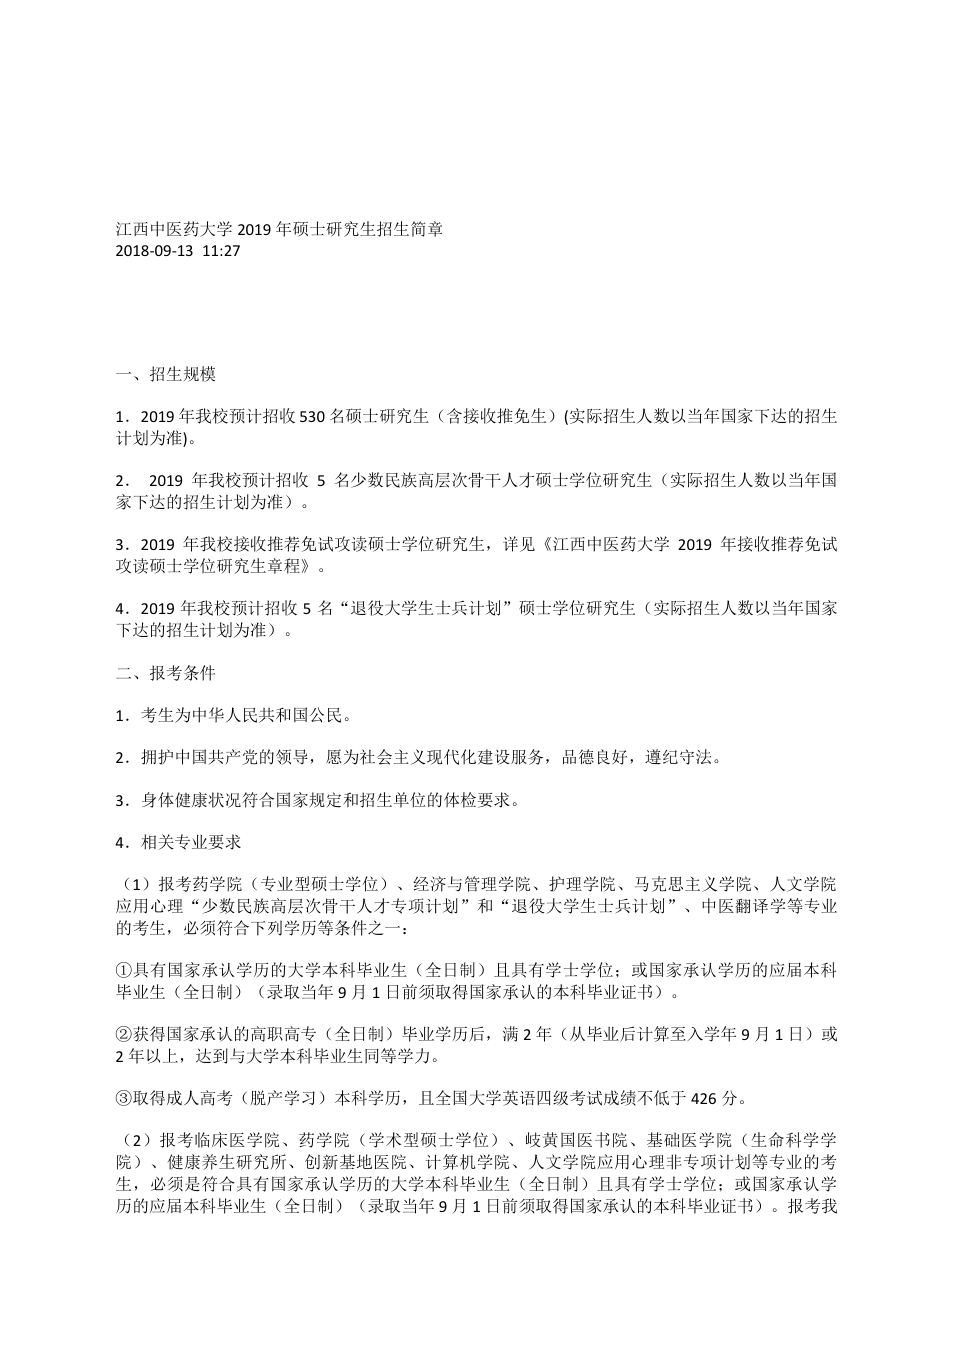 江西中医药大学 2019 年硕士研究生招生简章
2018-09-13 11:27
一、招生规模
1．2019 年我校预计招收 530 名硕士研究生（含接收推免生）(实际招生人数以当年国家下达的招生
计划为准)。
2． 2019 年我校预计招收 5 名少数民族高层次骨干人才硕士学位研究生（实际招生人数以当年国
家下达的招生计划为准）。
3．2019 年我校接收推荐免试攻读硕士学位研究生，详见《江西中医药大学 2019 年接收推荐免试
攻读硕士学位研究生章程》。
4．2019 年我校预计招收 5 名“退役大学生士兵计划”硕士学位研究生（实际招生人数以当年国家
下达的招生计划为准）。
二、报考条件
1．考生为中华人民共和国公民。
2．拥护中国共产党的领导，愿为社会主义现代化建设服务，品德良好，遵纪守法。
3．身体健康状况符合国家规定和招生单位的体检要求。
4．相关专业要求
（1）报考药学院（专业型硕士学位）、经济与管理学院、护理学院、马克思主义学院、人文学院
应用心理“少数民族高层次骨干人才专项计划”和“退役大学生士兵计划”、中医翻译学等专业
的考生，必须符合下列学历等条件之一：
①具有国家承认学历的大学本科毕业生（全日制）且具有学士学位；或国家承认学历的应届本科
毕业生（全日制）（录取当年 9 月 1 日前须取得国家承认的本科毕业证书）。
②获得国家承认的高职高专（全日制）毕业学历后，满 2 年（从毕业后计算至入学年 9 月 1 日）或
2 年以上，达到与大学本科毕业生同等学力。
③取得成人高考（脱产学习）本科学历，且全国大学英语四级考试成绩不低于 426 分。
（2）报考临床医学院、药学院（学术型硕士学位）、岐黄国医书院、基础医学院（生命科学学
院）、健康养生研究所、创新基地医院、计算机学院、人文学院应用心理非专项计划等专业的考
生，必须是符合具有国家承认学历的大学本科毕业生（全日制）且具有学士学位；或国家承认学
历的应届本科毕业生（全日制）（录取当年 9 月 1 日前须取得国家承认的本科毕业证书）。报考我